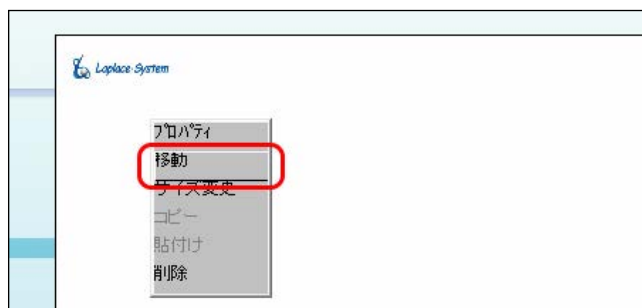 Laplace System
プロパティ
移動
サイズ変更
コピー
貼付け
削除